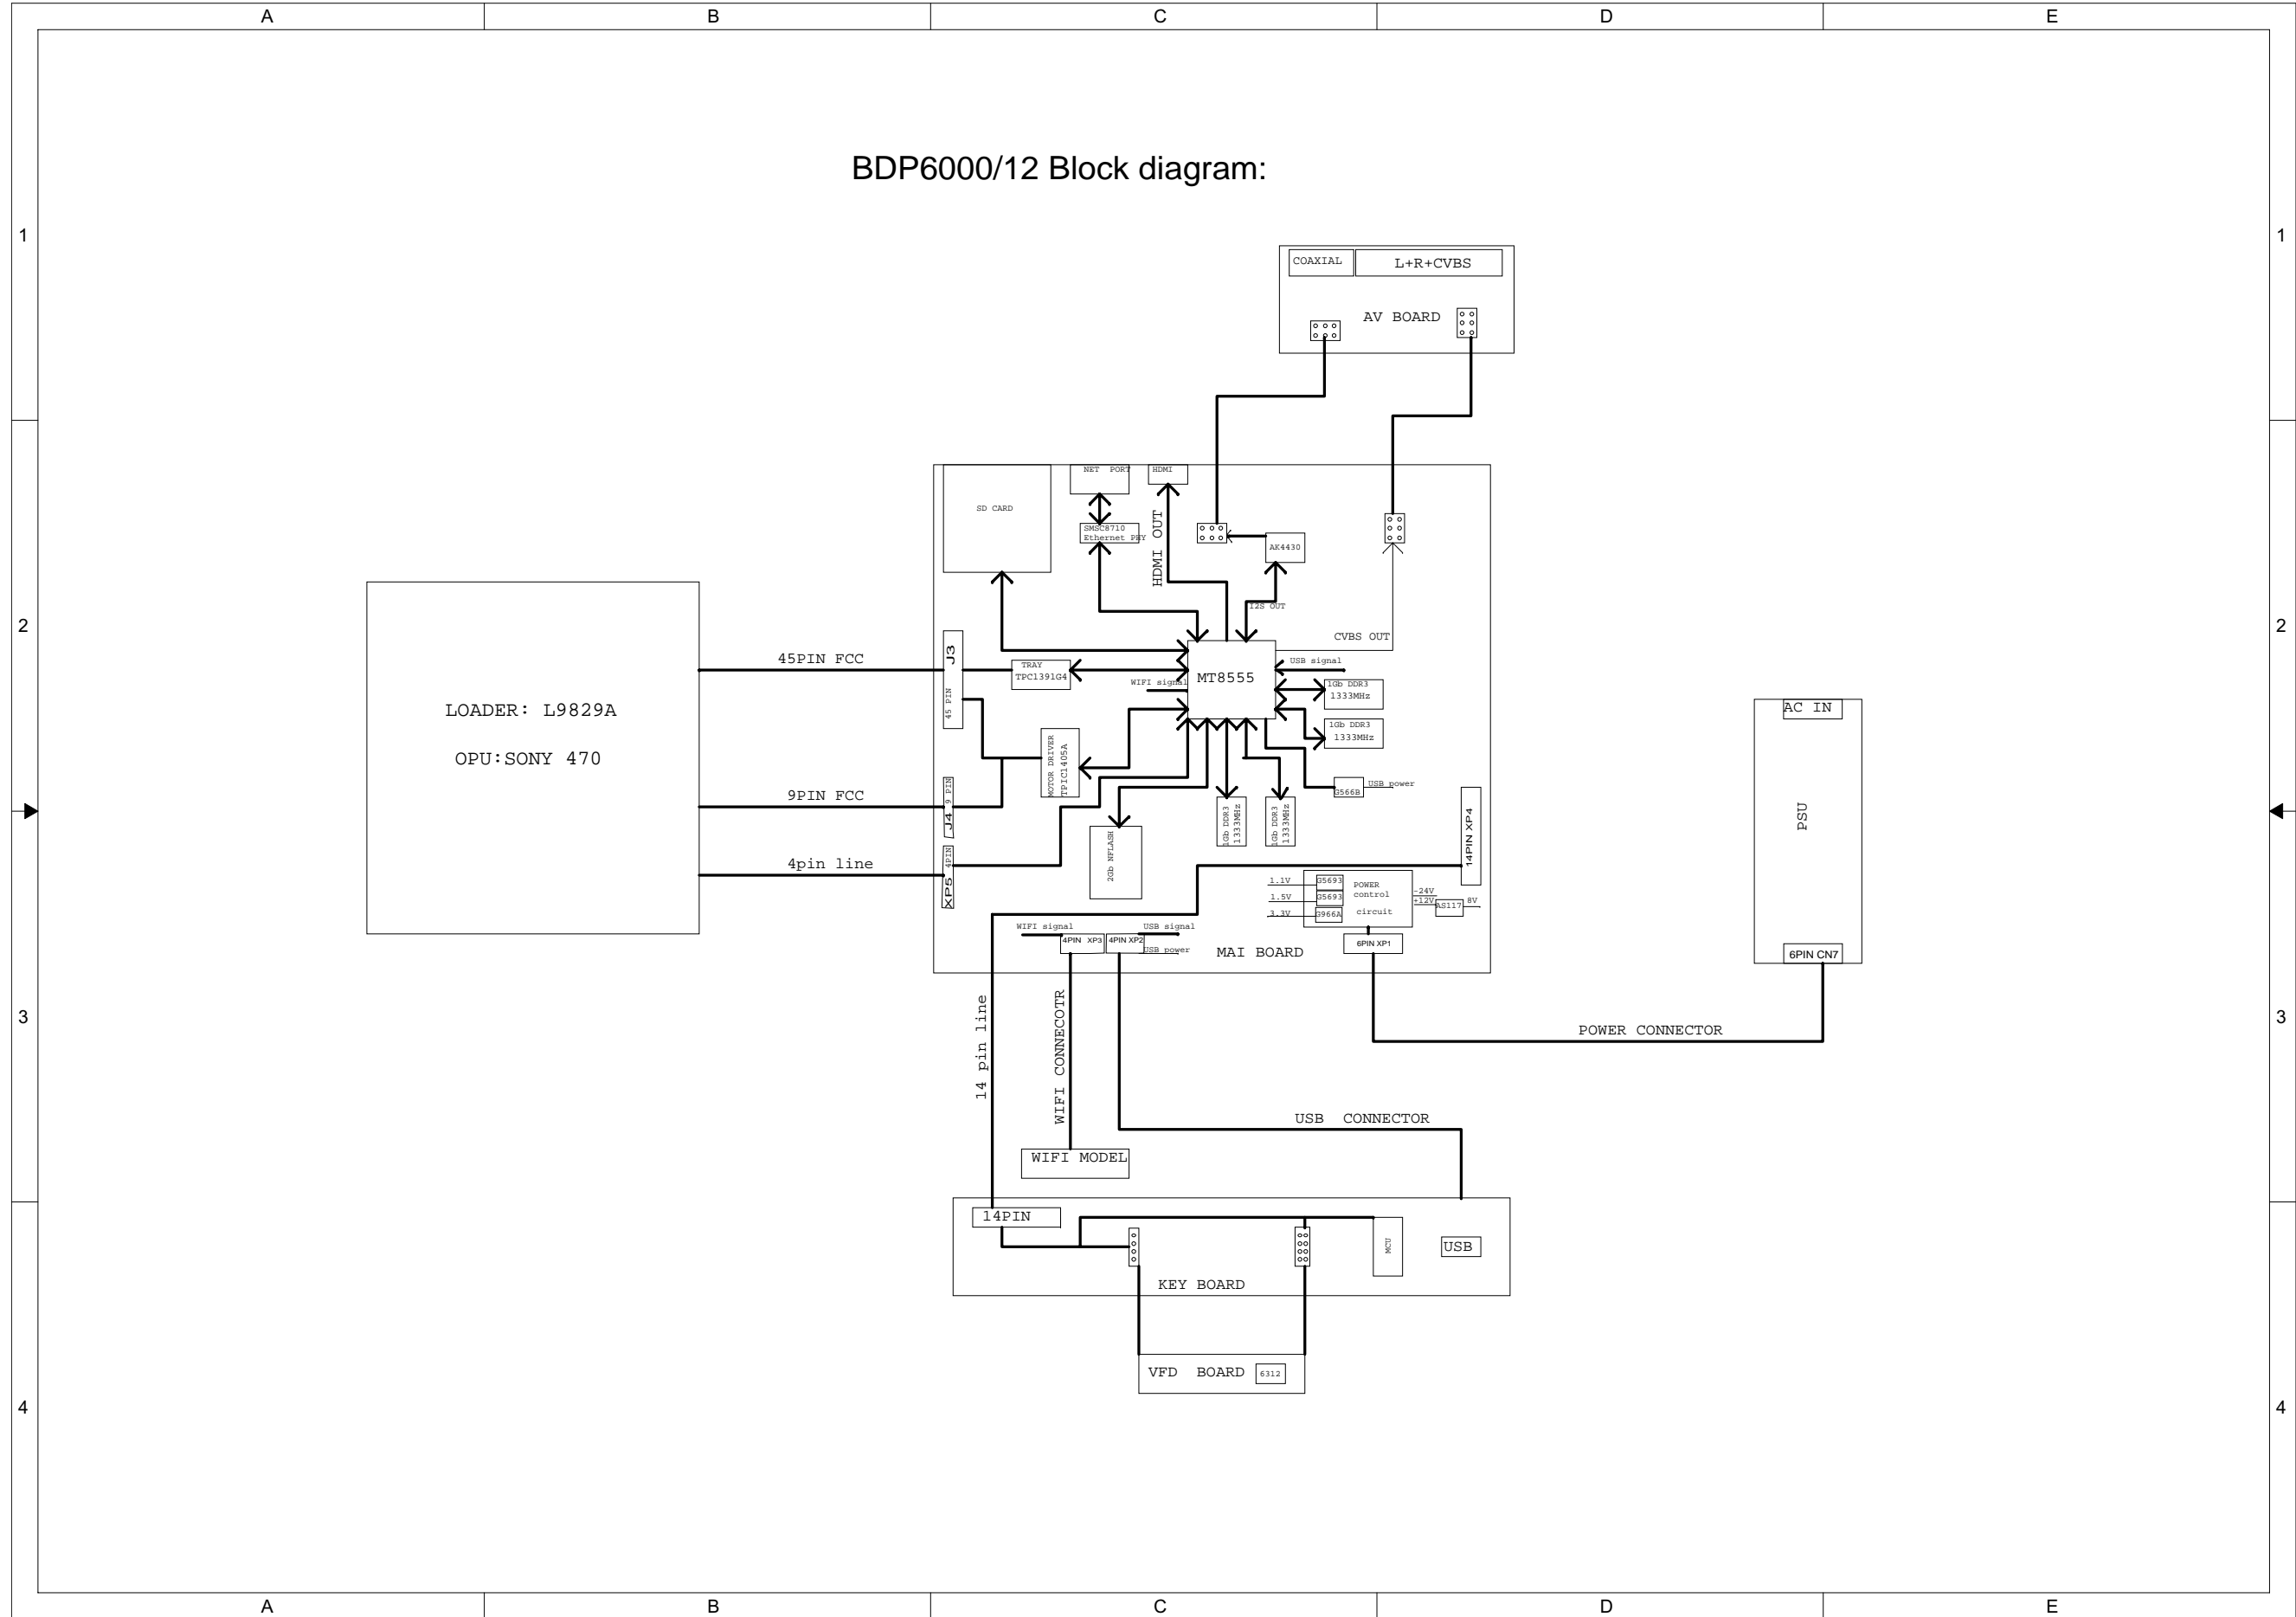 A B C D E
BDP6000/12 Block diagram:
1 1
COAXIAL L+R+CVBS
AV BOARD
NET PORT HDMI
SD CARD
SMSC8710
Ethernet PHY
HDMI OUT
AK4430
I2S OUT
2 2
CVBS OUT
45PIN FCC
J3
45 PIN
TRAY
TPC1391G4
WIFI signal
MT8555
USB signal
1Gb DDR3
1333MHz
1Gb DDR3
1333MHz
LOADER: L9829A
OPU:SONY 470
MOTOR DRIVER
TPIC1405A
AC IN
PSU
6PIN CN7
9PIN FCC
J4 9 PIN
G566B
USB power
1Gb DDR3
1333MHz
1Gb DDR3
1333MHz
14PIN XP4
4pin line
XP5 4PIN
2Gb NFLASH
1.1V G5693
1.5V G5693
3.3V G966A
POWER
control
circuit
-24V
+12V AS117 8V
WIFI signal
4PIN XP3 4PIN XP2
USB signal
USB power
MAI BOARD
6PIN XP1
3 3
14 pin line
WIFI CONNECOTR
POWER CONNECTOR
USB CONNECTOR
WIFI MODEL
14PIN
MCU
USB
KEY BOARD
VFD BOARD 6312
4 4
A B C D E